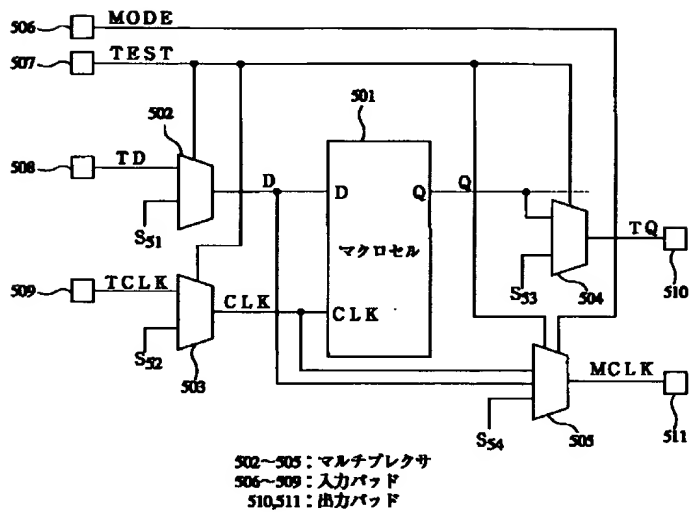 506
MODE
507
TEST
502
501
508
TD
D
D
Q
Q
S51
マクロセル
TQ
509
TCLK
CLK
CLK
S53
504
510
S52
503
MCLK
S54
505
511
502〜505：マルチプレクサ
506〜509：入力パッド
510,511：出力パッド